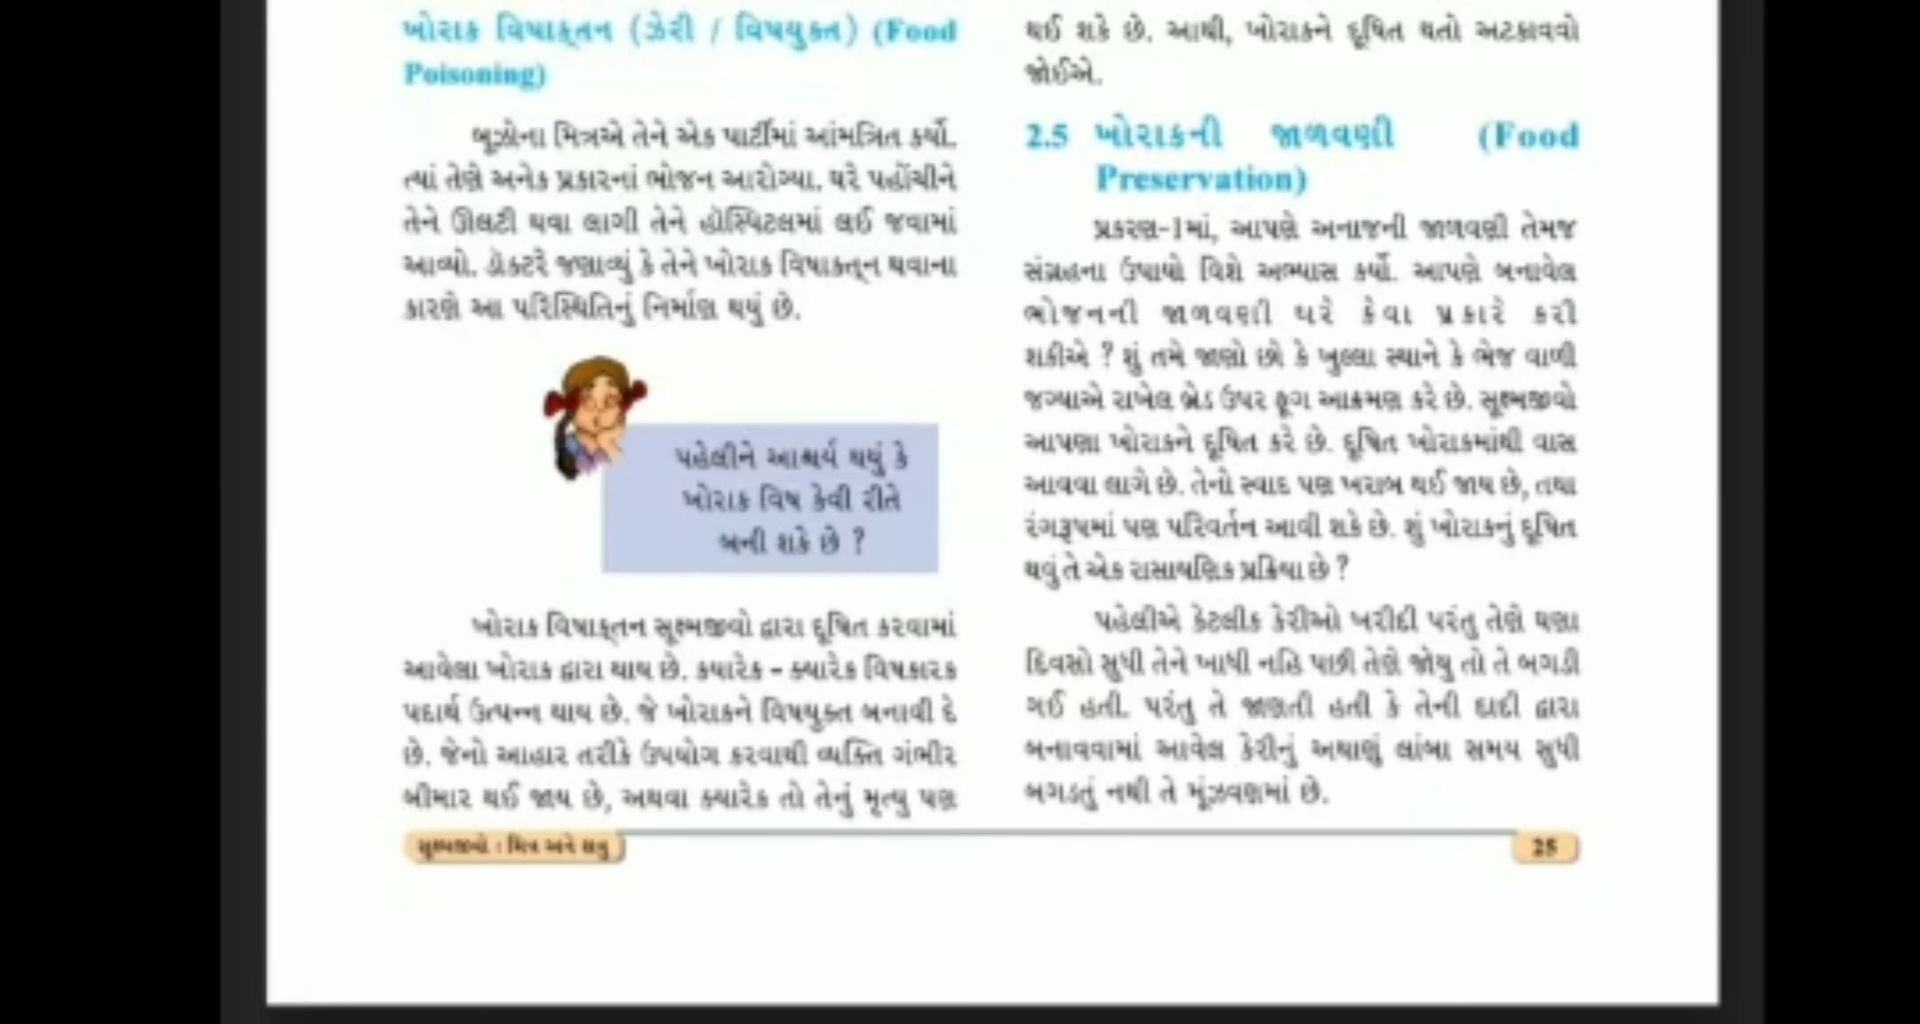 ખોરાક વિષાક્તન (ઝેરી / વિષયુક્ત) (Food
Poisoning)
બૂઝોના મિત્રએ તેને એક પાર્ટીમાં આંમત્રિત કર્યો.
ત્યાં તેણે અનેક પ્રકારનાં ભોજન આરોગ્યા. ઘરે પહોંચીને
તેને ઊલટી થવા લાગી તેને હૉસ્પિટલમાં લઈ જવામાં
આવ્યો. ડૉક્ટરે જણાવ્યું કે તેને ખોરાક વિષાક્ત્ન થવાના
કારણે આ પરિસ્થિતિનું નિર્માણ થયું છે.
પહેલીને આશ્ચર્ય થયું કે
ખોરાક વિષ કેવી રીતે
બની શકે છે ?
ખોરાક વિષાક્તન સૂક્ષ્મજીવો દ્વારા દૂષિત કરવામાં
આવેલા ખોરાક દ્વારા થાય છે. કયારેક - ક્યારેક વિષકારક
પદાર્થ ઉત્પન્ન થાય છે. જે ખોરાકને વિષયુક્ત બનાવી દે
છે. જેનો આહાર તરીકે ઉપયોગ કરવાથી વ્યક્તિ ગંભીર
બીમાર થઈ જાય છે, અથવા ક્યારેક તો તેનું મૃત્યુ પણ
થઈ શકે છે. આથી, ખોરાકને દૂષિત થતો અટકાવવો
જોઈએ.
2.5 ખોરાકની જાળવણી (Food
Preservation)
પ્રકરણ-1માં, આપણે અનાજની જાળવણી તેમજ
સંગ્રહના ઉપાયો વિશે અભ્યાસ કર્યો. આપણે બનાવેલ
ભોજનની જાળવણી ઘરે કેવા પ્રકારે કરી
શકીએ ? શું તમે જાણો છો કે ખુલ્લા સ્થાને કે ભેજ વાળી
જગ્યાએ રાખેલ બ્રેડ ઉપર ફૂગ આક્રમણ કરે છે. સૂક્ષ્મજીવો
આપણા ખોરાકને દૂષિત કરે છે. દૂષિત ખોરાકમાંથી વાસ
આવવા લાગે છે. તેનો સ્વાદ પણ ખરાબ થઈ જાય છે, તથા
રંગરૂપમાં પણ પરિવર્તન આવી શકે છે. શું ખોરાકનું દૂષિત
થવું તે એક રાસાયણિક પ્રક્રિયા છે ?
પહેલીએ કેટલીક કેરીઓ ખરીદી પરંતુ તેણે ઘણા
દિવસો સુધી તેને ખાધી નહિ પાછી તેણે જોયુ તો તે બગડી
ગઈ હતી. પરંતુ તે જાણતી હતી કે તેની દાદી દ્વારા
બનાવવામાં આવેલ કેરીનું અથાણું લાંબા સમય સુધી
બગડતું નથી તે મૂંઝવણમાં છે.
સૂક્ષ્મજીવો : મિત્ર અને શત્રુ
25